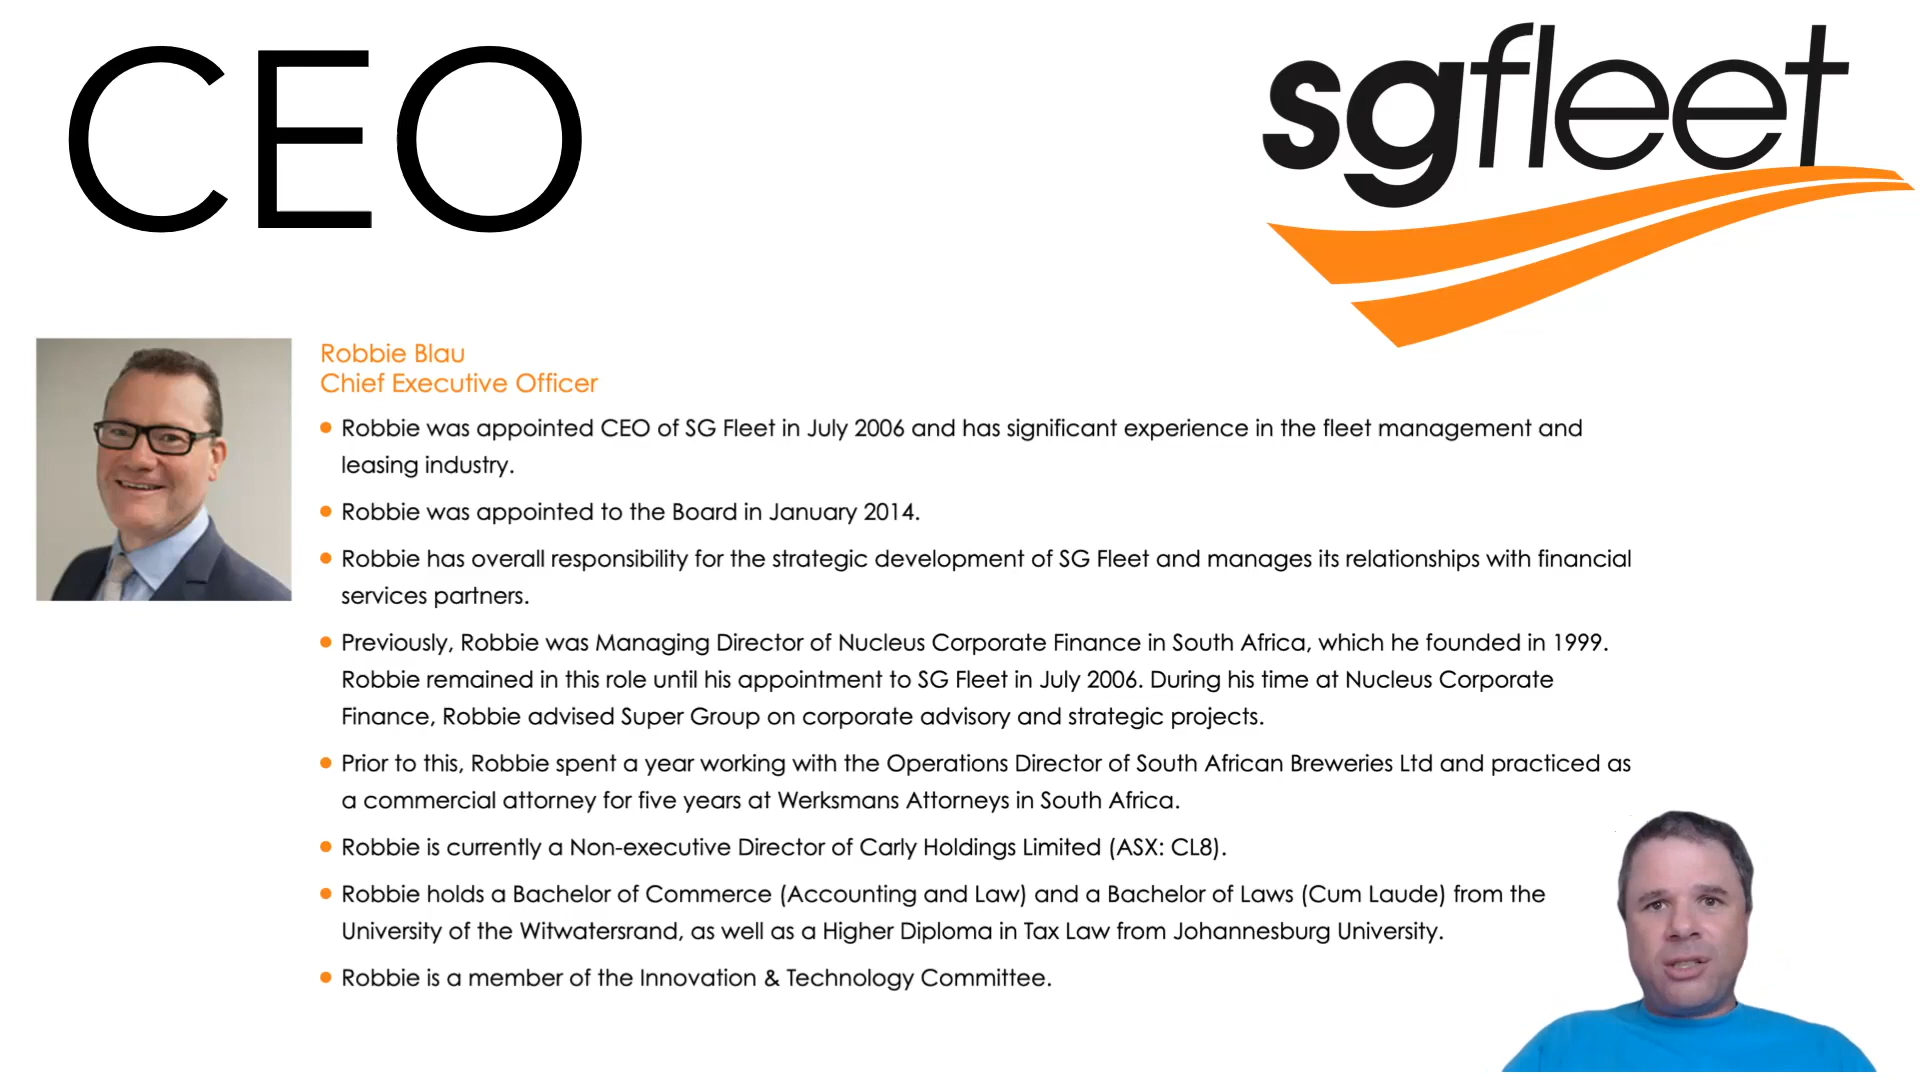 CEO
sgfleet
Robbie Blau
Chief Executive Officer
• Robbie was appointed CEO of SG Fleet in July 2006 and has significant experience in the fleet management and
leasing industry.
• Robbie was appointed to the Board in January 2014.
• Robbie has overall responsibility for the strategic development of SG Fleet and manages its relationships with financial
services partners.
• Previously, Robbie was Managing Director of Nucleus Corporate Finance in South Africa, which he founded in 1999.
Robbie remained in this role until his appointment to SG Fleet in July 2006. During his time at Nucleus Corporate
Finance, Robbie advised Super Group on corporate advisory and strategic projects.
• Prior to this, Robbie spent a year working with the Operations Director of South African Breweries Ltd and practiced as
a commercial attorney for five years at Werksmans Attorneys in South Africa.
• Robbie is currently a Non-executive Director of Carly Holdings Limited (ASX: CL8).
• Robbie holds a Bachelor of Commerce (Accounting and Law) and a Bachelor of Laws (Cum Laude) from the
University of the Witwatersrand, as well as a Higher Diploma in Tax Law from Johannesburg University.
• Robbie is a member of the Innovation & Technology Committee.